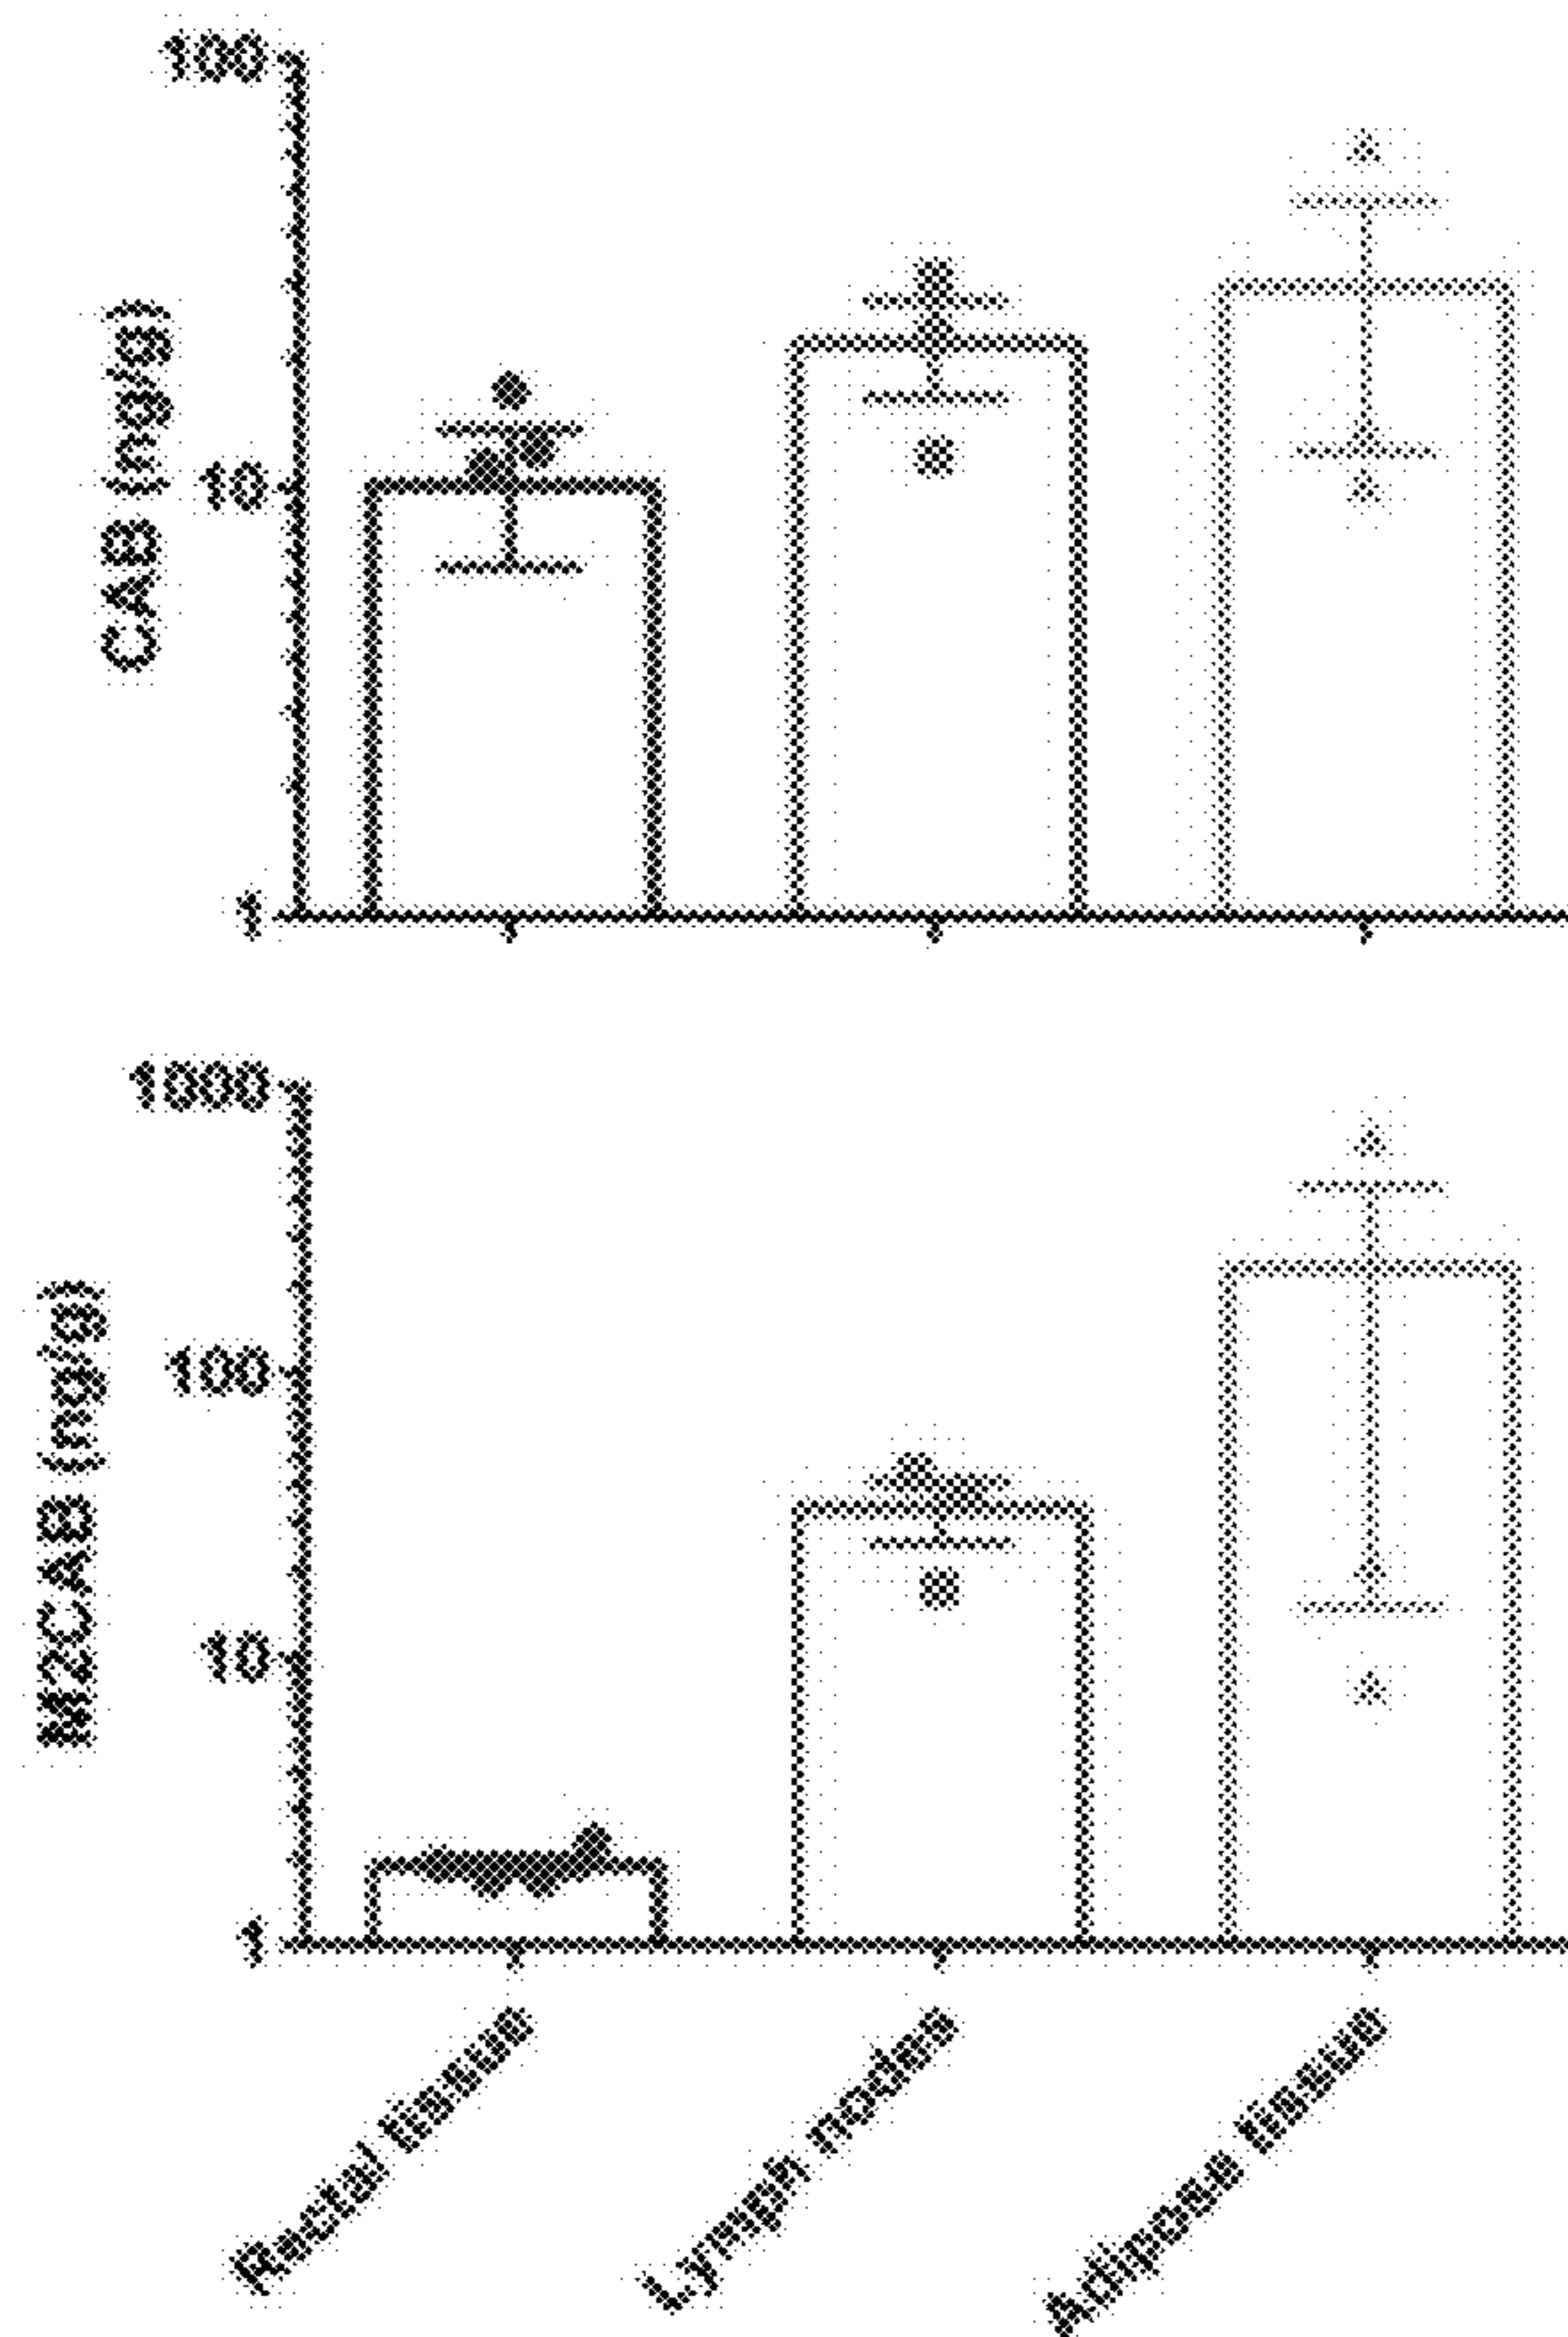 CAB (ng/g)
100
10
1
M2CAB (ng/g)
1000
100
10
1
Rectal tissue
Lymph nodes
Adipose tissue